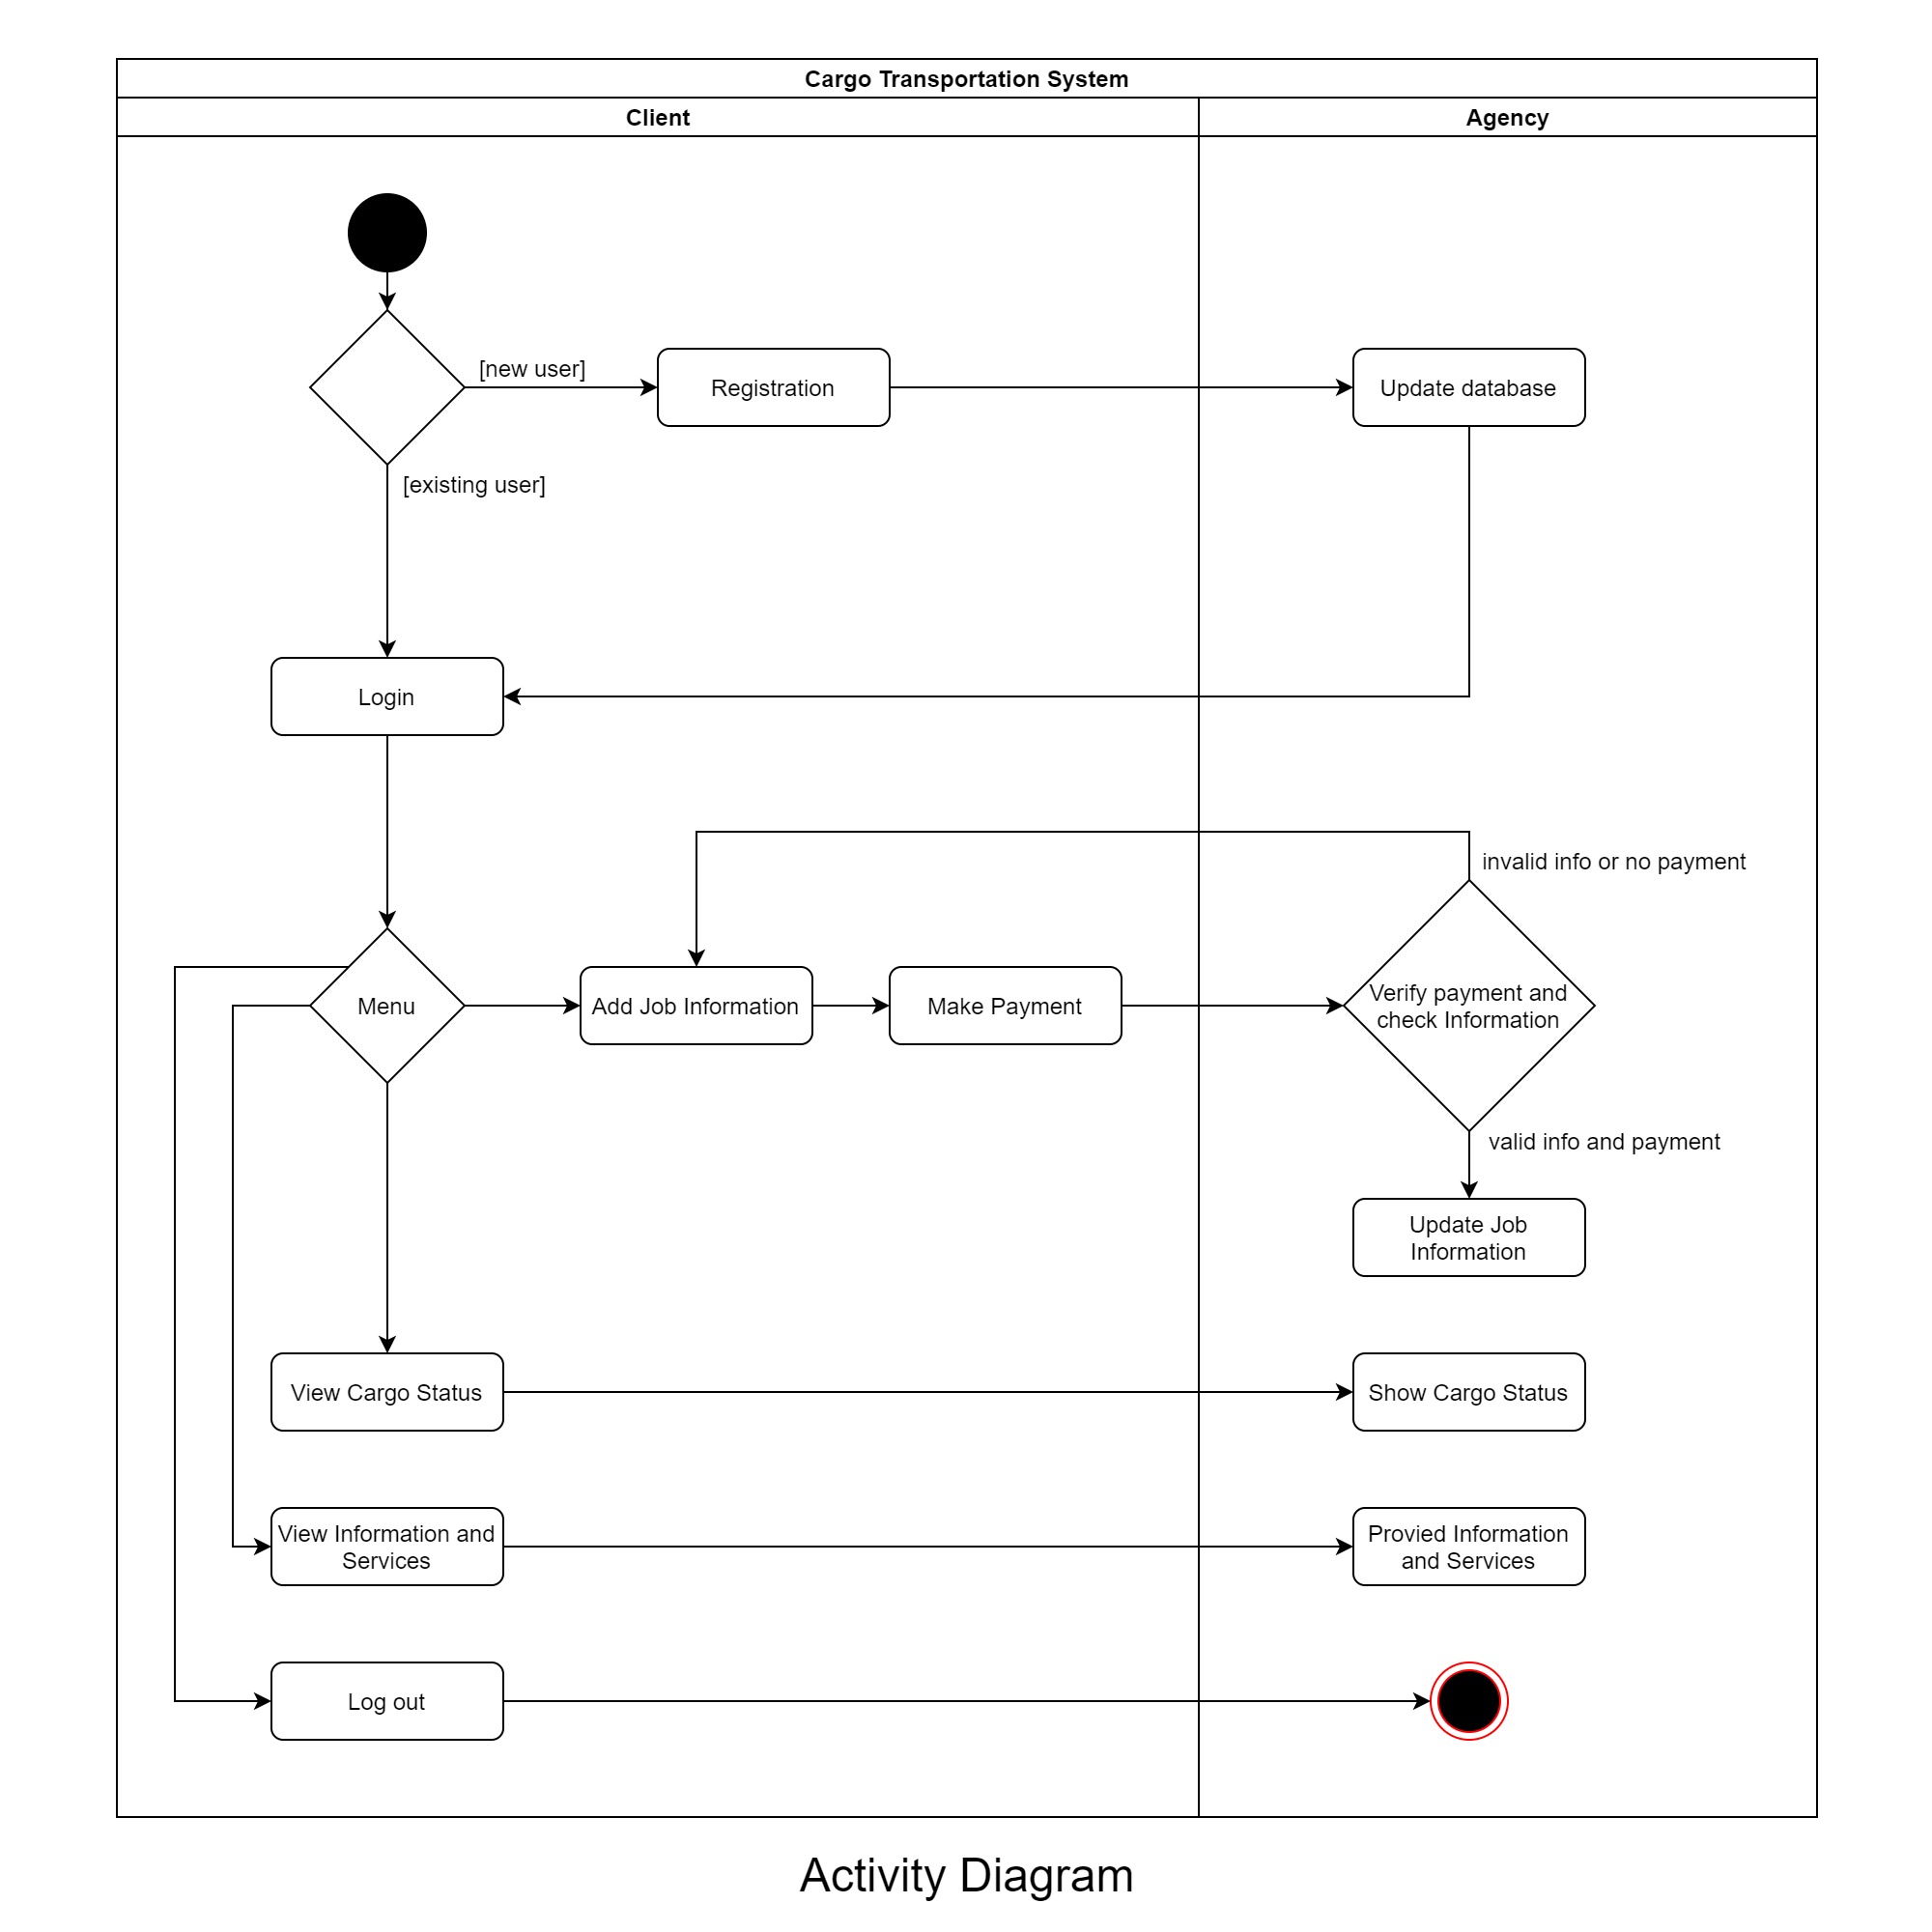 Cargo Transportation System
Client
Agency
[new user]
Registration
Update database
[existing user]
Login
invalid info or no payment
Menu
Add Job Information
Make Payment
Verify payment and
check Information
valid info and payment
Update Job
Information
View Cargo Status
Show Cargo Status
View Information and
Services
Provied Information
and Services
Log out
Activity Diagram